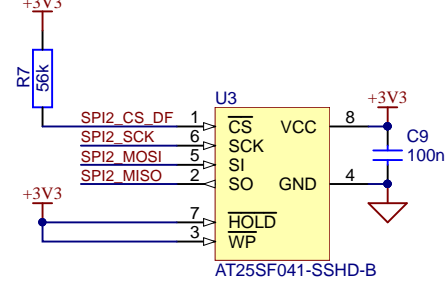 +3V3
R7
56k
U3
SPI2_CS_DF 1 CS VCC 8 +3V3
SPI2_SCK 6 SCK
SPI2_MOSI 5 SI
SPI2_MISO 2 SO GND 4
C9
100n
+3V3
7 HOLD
3 WP
AT25SF041-SSHD-B